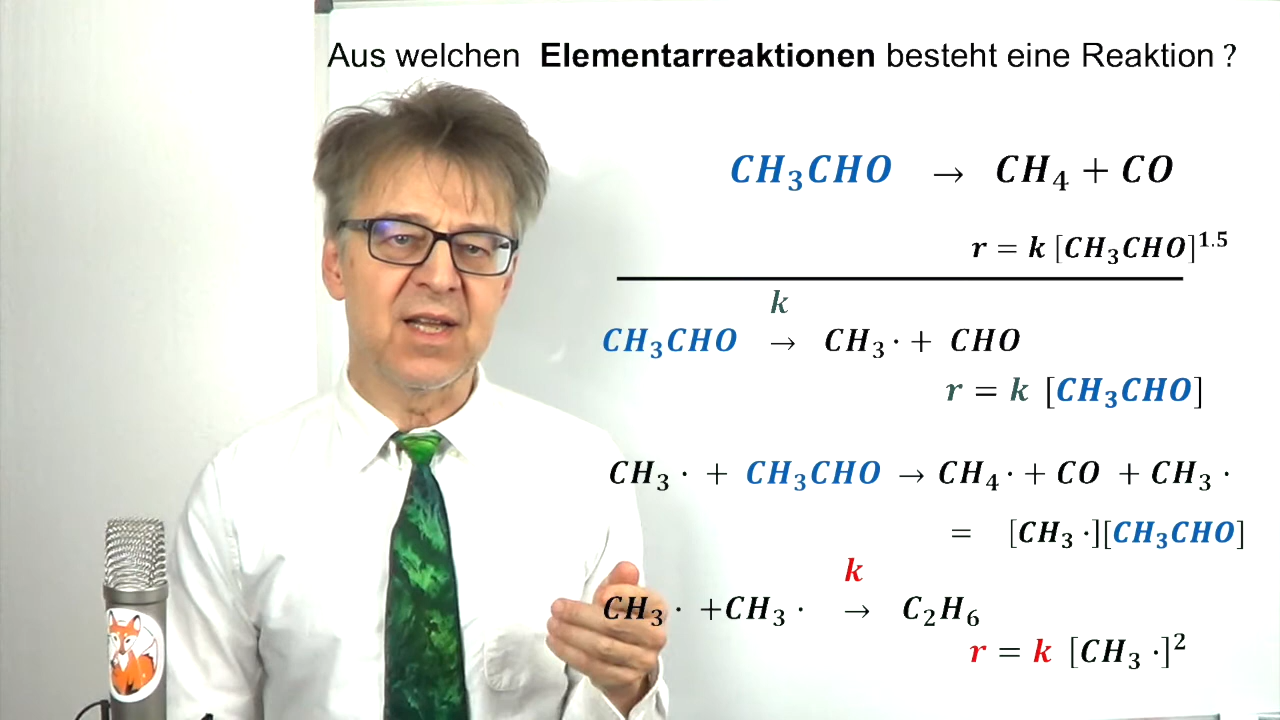 Aus welchen Elementarreaktionen besteht eine Reaktion ?
CH₃CHO → CH₄ + CO
r = k [CH₃CHO]¹·⁵
k
CH₃CHO → CH₃· + CHO
r = k [CH₃CHO]
CH₃· + CH₃CHO → CH₄· + CO + CH₃·
= [CH₃·][CH₃CHO]
k
CH₃· +CH₃· → C₂H₆
r = k [CH₃·]²